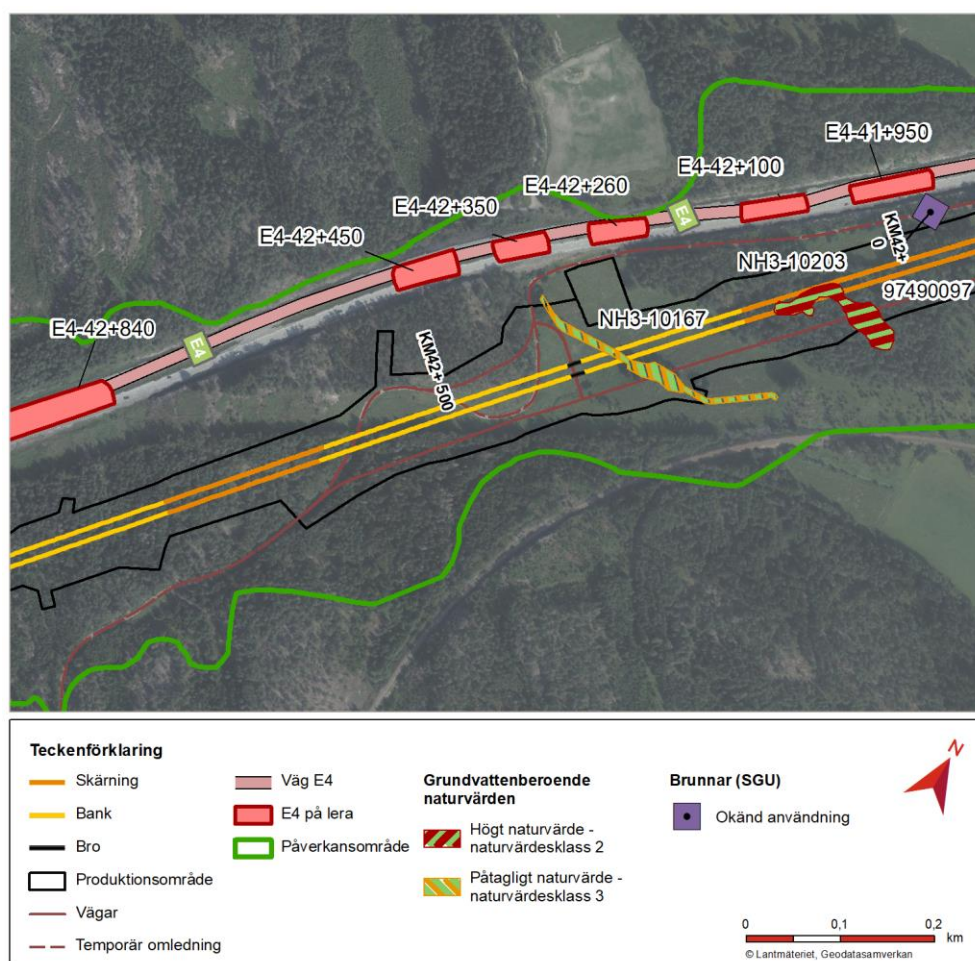 E4-41+950
E4-42+100
E4-42+260
E4-42+350
E4-42+450
E4-42+840
E4
E4
KM42+
0
NH3-10203
97490097
NH3-10167
KM42+500
Teckenförklaring
Skärning
Bank
Bro
Produktionsområde
Vägar
Temporär omledning
Väg E4
E4 på lera
Påverkansområde
Grundvattenberoende
naturvärden
Högt naturvärde -
naturvärdesklass 2
Påtagligt naturvärde -
naturvärdesklass 3
Brunnar (SGU)
Okänd användning
N
0 0,1 0,2
km
© Lantmäteriet, Geodatasamverkan